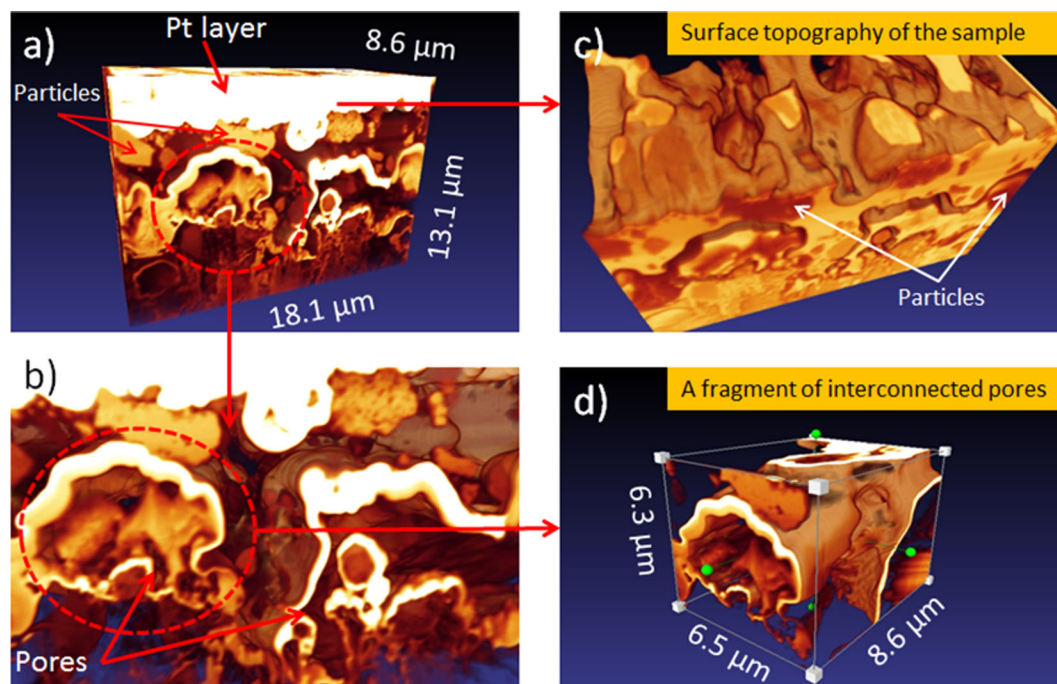 a)
Pt layer
8.6 µm
Particles
13.1 µm
18.1 µm
c)
Surface topography of the sample
Particles
b)
Pores
d)
A fragment of interconnected pores
6.3 µm
6.5 µm
8.6 µm